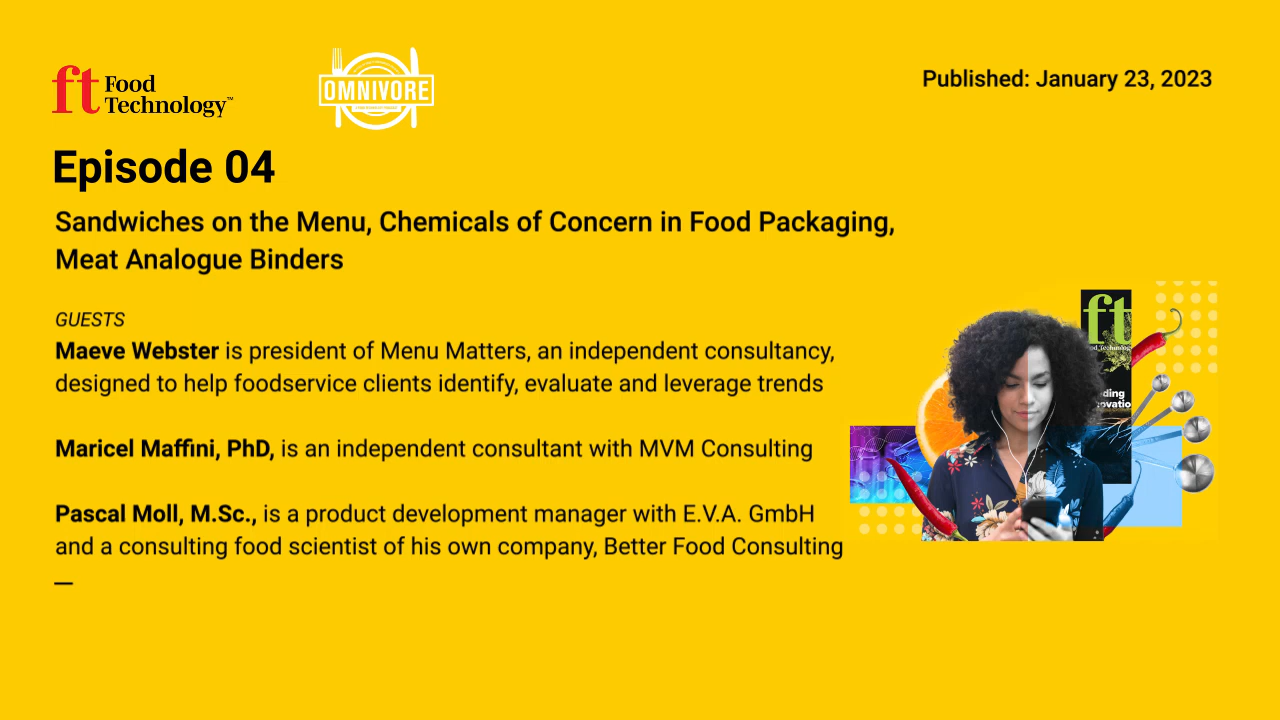 ft Food
Technology™
OMNIVORE
Published: January 23, 2023
Episode 04
Sandwiches on the Menu, Chemicals of Concern in Food Packaging,
Meat Analogue Binders
GUESTS
Maeve Webster is president of Menu Matters, an independent consultancy,
designed to help foodservice clients identify, evaluate and leverage trends
Maricel Maffini, PhD, is an independent consultant with MVM Consulting
Pascal Moll, M.Sc., is a product development manager with E.V.A. GmbH
and a consulting food scientist of his own company, Better Food Consulting
—
ft